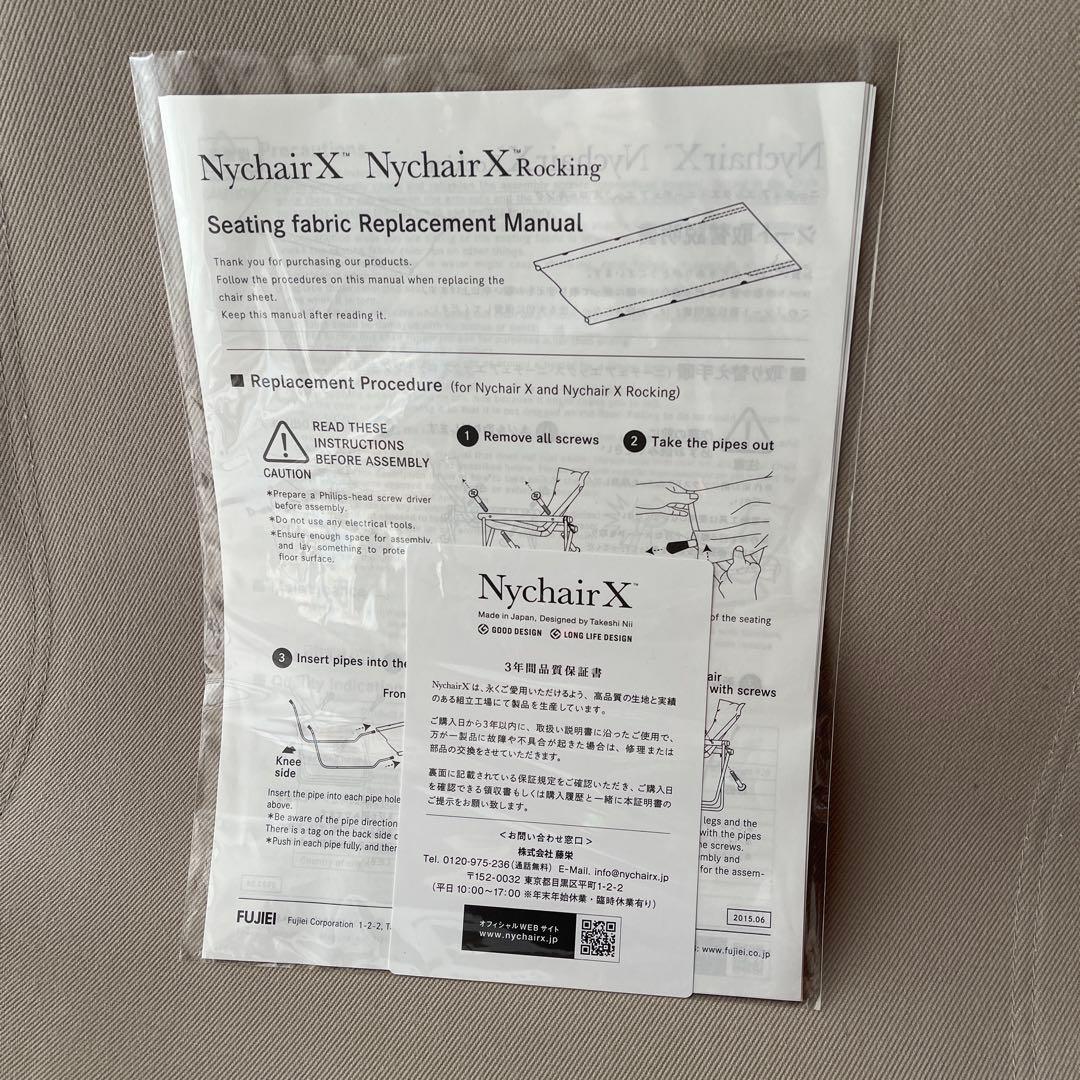 NychairX™ NychairX™Rocking
Seating fabric Replacement Manual
Thank you for purchasing our products.
Follow the procedures on this manual when replacing the
chair sheet.
Keep this manual after reading it.
■ Replacement Procedure (for Nychair X and Nychair X Rocking)
READ THESE
INSTRUCTIONS
BEFORE ASSEMBLY
CAUTION
*Prepare a Philips-head screw driver
before assembly.
*Do not use any electrical tools.
*Ensure enough space for assembly
and lay something to prote
floor surface.
1 Remove all screws
2 Take the pipes out
of the seating
3 Insert pipes into the
From
Knee
side
Insert the pipe into each pipe hole
above.
*Be aware of the pipe direction
There is a tag on the back side o
*Push in each pipe fully, and then
air
with screws
legs and the
with the pipes
he screws.
mbly and
for the assem-
2015.06
FUJIEI Fujiei Corporation 1-2-2, T
: www.fujiei.co.jp
NychairX™
Made in Japan, Designed by Takeshi Nii
GOOD DESIGN LONG LIFE DESIGN
3年間品質保証書
NychairXは、永くご愛用いただけるよう、高品質の生地と実績
のある組立工場にて製品を生産しています。
ご購入日から3年以内に、取扱い説明書に沿ったご使用で、
万が一製品に故障や不具合が起きた場合は、修理または
部品の交換をさせていただきます。
裏面に記載されている保証規定をご確認いただき、ご購入日
を確認できる領収書もしくは購入履歴と一緒に本証明書の
ご提示をお願い致します。
<お問い合わせ窓口>
株式会社 藤栄
Tel. 0120-975-236(通話無料) E-Mail. info@nychairx.jp
〒152-0032 東京都目黒区平町1-2-2
(平日 10:00〜17:00 ※年末年始休業・臨時休業有り)
オフィシャルWEBサイト
www.nychairx.jp